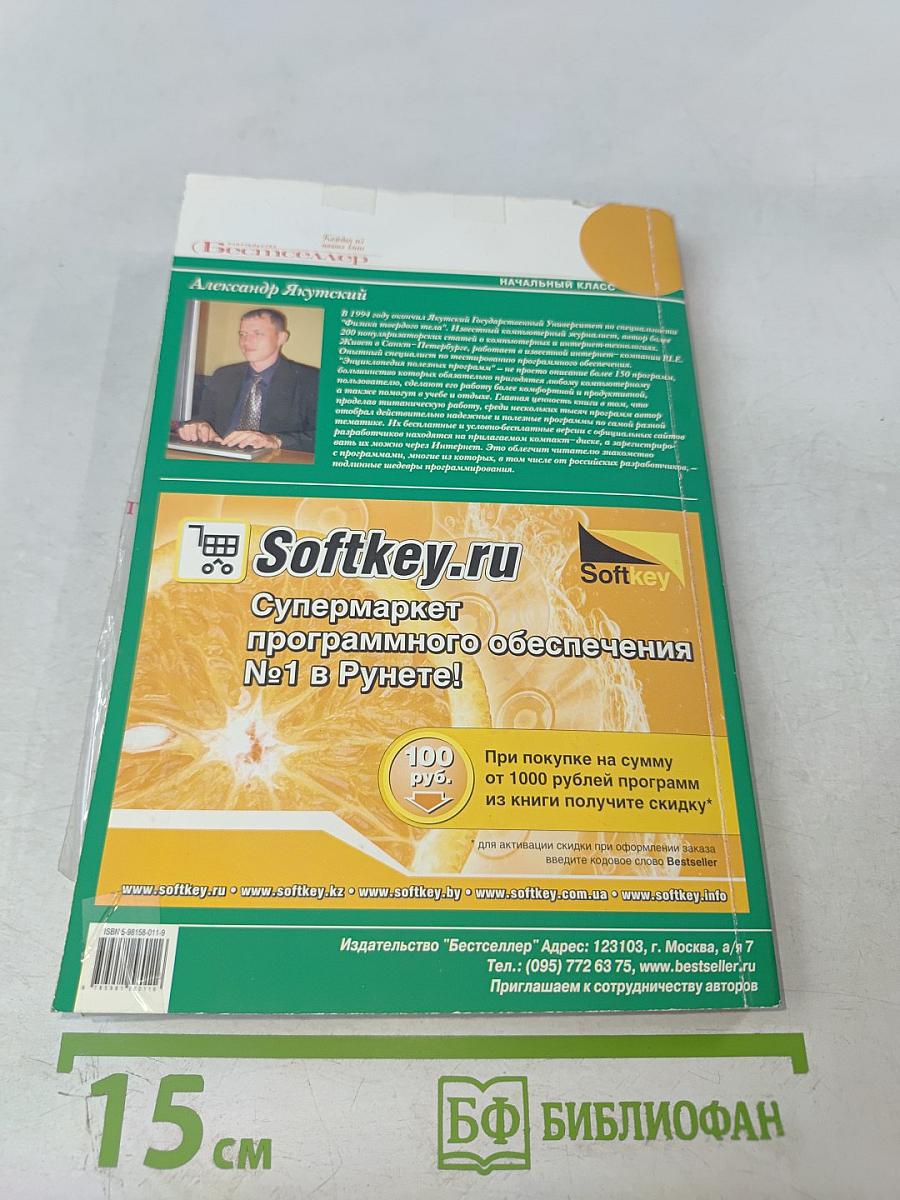 издательство
Бестселлер
Каждый из
наших книг
НАЧАЛЬНЫЙ КЛАСС
Александр Якутский
В 1994 году окончил Якутский Государственный Университет по специальности
"Физика твердого тела". Известный компьютерный журналист, автор более
200 популяризаторских статей о компьютерных и интернет-технологиях.
Живет в Санкт-Петербурге, работает в известной интернет-компании
Опытный специалист по тестированию программного обеспечения.
"Энциклопедия полезных программ" – не просто описание более 150 программ,
большинство которых обязательно пригодятся любому компьютерному
пользователю, сделают его работу более комфортной и продуктивной,
а также помогут в учебе и отдыхе. Главная ценность книги в том, что
проделав титаническую работу, среди нескольких тысяч программ автор
отобрал действительно надежные и полезные программы по самой разной
тематике. Их бесплатные и условно-бесплатные версии с официальных сайтов
разработчиков находятся на прилагаемом компакт-диске, а зарегистриро-
вать их можно через Интернет. Это облегчит читателю знакомство
с программами, многие из которых, в том числе от российских разработчиков, –
подлинные шедевры программирования.
Softkey.ru
Softkey
Супермаркет
программного обеспечения
№1 в Рунете!
100
руб.
При покупке на сумму
от 1000 рублей программ
из книги получите скидку*
* для активации скидки при оформлении заказа
введите кодовое слово Bestseller
www.softkey.ru • www.softkey.kz • www.softkey.by • www.softkey.com.ua • www.softkey.info
ISBN 5-98158-011-9
Издательство "Бестселлер" Адрес: 123103, г. Москва, а/я 7
Тел.: (095) 772 63 75, www.bestseller.ru
Приглашаем к сотрудничеству авторов
15 см
БФ БИБЛИОФАН